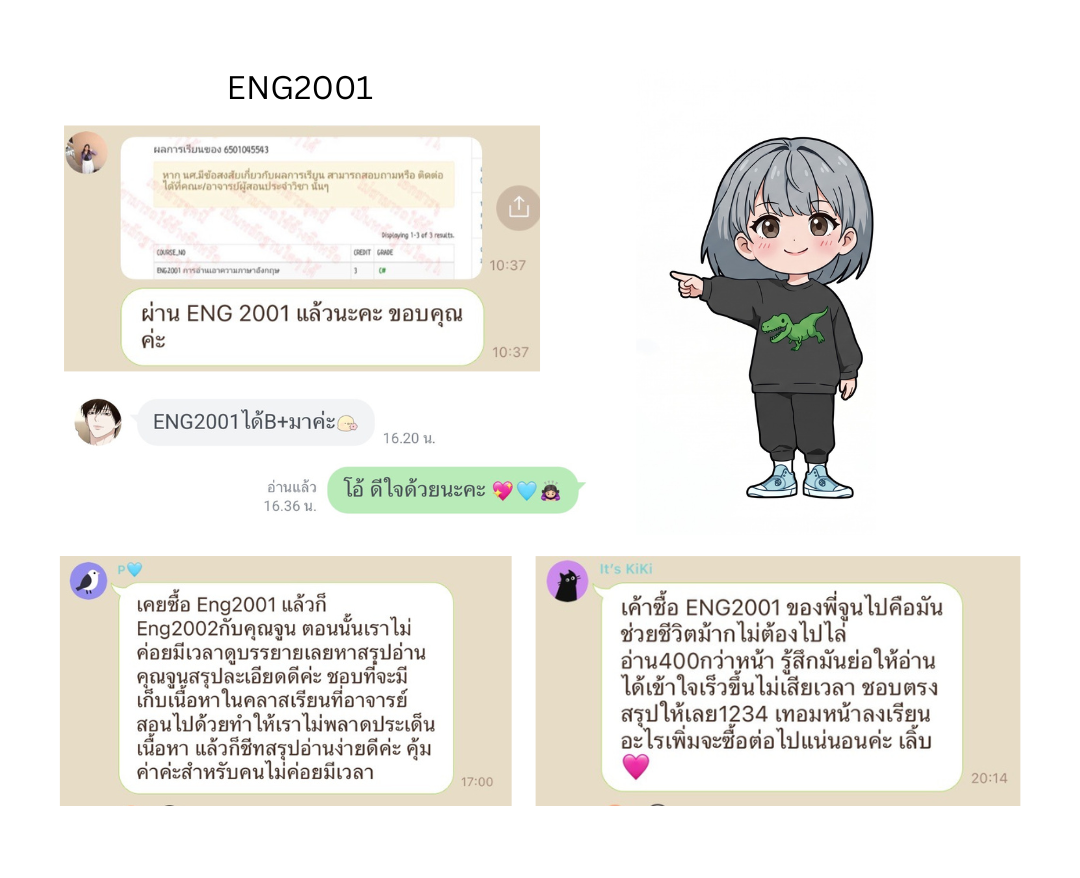 ENG2001
ผลการเรียนของ 6501045543
หาก นศ.มีข้อสงสัยเกี่ยวกับผลการเรียน สามารถสอบถามหรือ ติดต่อ
ได้ที่คณะ/อาจารย์ผู้สอนประจำวิชา นั้นๆ
Displaying 1-3 of 3 results.
COURSE_NO CREDIT GRADE
ENG2001 การอ่านเอาความภาษาอังกฤษ 3 C#
10:37
ผ่าน ENG 2001 แล้วนะคะ ขอบคุณ
ค่ะ
10:37
ENG2001ได้B+มาค่ะ
16.20 น.
อ่านแล้ว
16.36 น.
โอ้ ดีใจด้วยนะคะ 💖🩵🙇🏻‍♀️
P🩵
เคยซื้อ Eng2001 แล้วก็
Eng2002กับคุณจูน ตอนนั้นเราไม่
ค่อยมีเวลาดูบรรยายเลยหาสรุปอ่าน
คุณจูนสรุปละเอียดดีค่ะ ชอบที่จะมี
เก็บเนื้อหาในคลาสเรียนที่อาจารย์
สอนไปด้วยทำให้เราไม่พลาดประเด็น
เนื้อหา แล้วก็ชีทสรุปอ่านง่ายดีค่ะ คุ้ม
ค่าค่ะสำหรับคนไม่ค่อยมีเวลา
17:00
It's KiKi
เค้าซื้อ ENG2001 ของพี่จูนไปคือมัน
ช่วยชีวิตม้ากไม่ต้องไปไล่
อ่าน400กว่าหน้า รู้สึกมันย่อให้อ่าน
ได้เข้าใจเร็วขึ้นไม่เสียเวลา ชอบตรง
สรุปให้เลย1234 เทอมหน้าลงเรียน
อะไรเพิ่มจะซื้อต่อไปแน่นอนค่ะ เลิ้บ
🩷
20:14